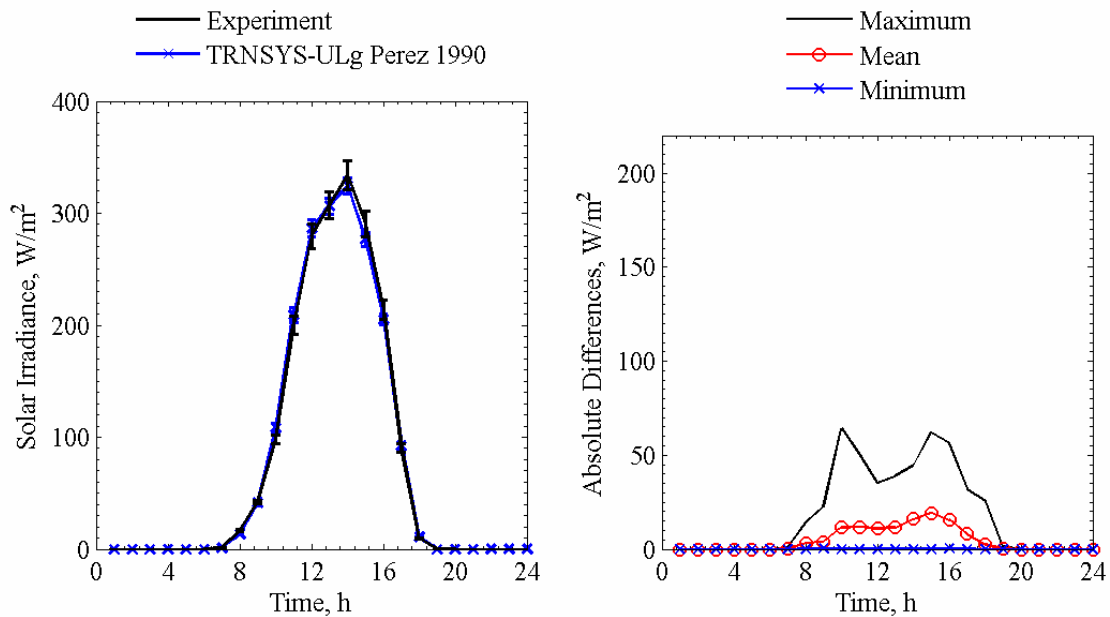 Experiment
TRNSYS-ULg Perez 1990
400
300
200
100
0
0 4 8 12 16 20 24
Time, h
Solar Irradiance, W/m²
Maximum
Mean
Minimum
200
150
100
50
0
0 4 8 12 16 20 24
Time, h
Absolute Differences, W/m²